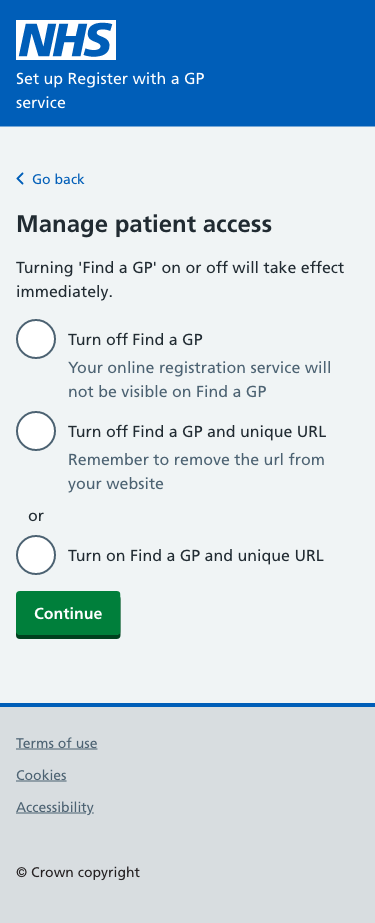 NHS
Set up Register with a GP
service
Go back
Manage patient access
Turning 'Find a GP' on or off will take effect
immediately.
Turn off Find a GP
Your online registration service will
not be visible on Find a GP
Turn off Find a GP and unique URL
Remember to remove the url from
your website
or
Turn on Find a GP and unique URL
Continue
Terms of use
Cookies
Accessibility
© Crown copyright